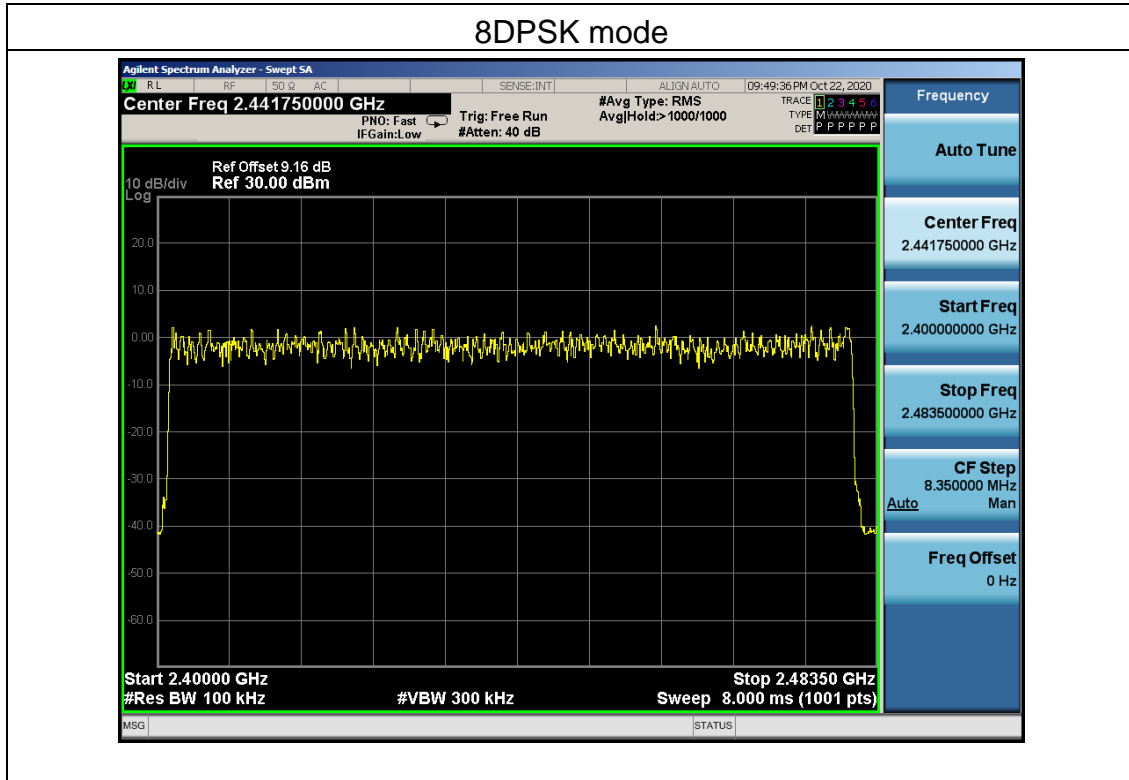 8DPSK mode
Agilent Spectrum Analyzer - Swept SA
LXI RL RF 50 Ω AC SENSE:INT ALIGN AUTO 09:49:36 PM Oct 22, 2020
Center Freq 2.441750000 GHz
PNO: Fast
IFGain:Low
Trig: Free Run
#Atten: 40 dB
#Avg Type: RMS
Avg|Hold:> 1000/1000
TRACE 1 2 3 4 5 6
TYPE M
DET P P P P P P
Ref Offset 9.16 dB
10 dB/div Ref 30.00 dBm
Log
20.0
10.0
0.00
-10.0
-20.0
-30.0
-40.0
-50.0
-60.0
Start 2.40000 GHz Stop 2.48350 GHz
#Res BW 100 kHz #VBW 300 kHz Sweep 8.000 ms (1001 pts)
MSG STATUS
Frequency
Auto Tune
Center Freq
2.441750000 GHz
Start Freq
2.400000000 GHz
Stop Freq
2.483500000 GHz
CF Step
8.350000 MHz
Auto Man
Freq Offset
0 Hz